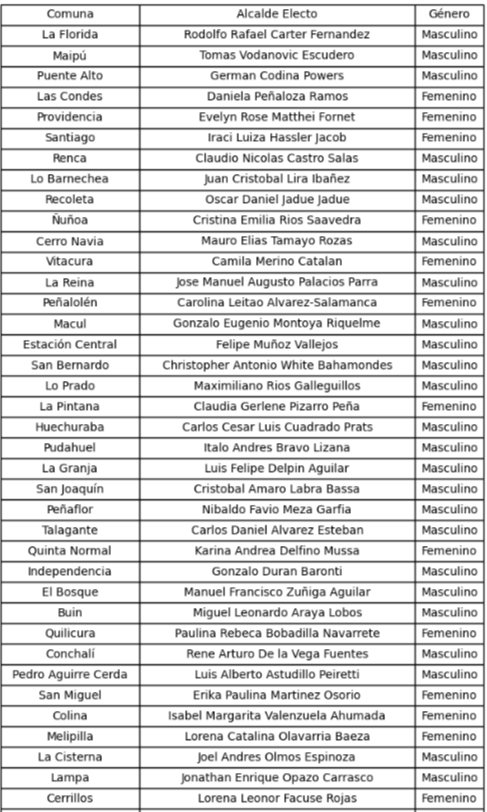 Comuna Alcalde Electo Género
La Florida Rodolfo Rafael Carter Fernandez Masculino
Maipú Tomas Vodanovic Escudero Masculino
Puente Alto German Codina Powers Masculino
Las Condes Daniela Peñaloza Ramos Femenino
Providencia Evelyn Rose Matthei Fornet Femenino
Santiago Iraci Luiza Hassler Jacob Femenino
Renca Claudio Nicolas Castro Salas Masculino
Lo Barnechea Juan Cristobal Lira Ibañez Masculino
Recoleta Oscar Daniel Jadue Jadue Masculino
Ñuñoa Cristina Emilia Rios Saavedra Femenino
Cerro Navia Mauro Elias Tamayo Rozas Masculino
Vitacura Camila Merino Catalan Femenino
La Reina Jose Manuel Augusto Palacios Parra Masculino
Peñalolén Carolina Leitao Alvarez-Salamanca Femenino
Macul Gonzalo Eugenio Montoya Riquelme Masculino
Estación Central Felipe Muñoz Vallejos Masculino
San Bernardo Christopher Antonio White Bahamondes Masculino
Lo Prado Maximiliano Rios Galleguillos Masculino
La Pintana Claudia Gerlene Pizarro Peña Femenino
Huechuraba Carlos Cesar Luis Cuadrado Prats Masculino
Pudahuel Italo Andres Bravo Lizana Masculino
La Granja Luis Felipe Delpin Aguilar Masculino
San Joaquín Cristobal Amaro Labra Bassa Masculino
Peñaflor Nibaldo Favio Meza Garfia Masculino
Talagante Carlos Daniel Alvarez Esteban Masculino
Quinta Normal Karina Andrea Delfino Mussa Femenino
Independencia Gonzalo Duran Baronti Masculino
El Bosque Manuel Francisco Zuñiga Aguilar Masculino
Buin Miguel Leonardo Araya Lobos Masculino
Quilicura Paulina Rebeca Bobadilla Navarrete Femenino
Conchalí Rene Arturo De la Vega Fuentes Masculino
Pedro Aguirre Cerda Luis Alberto Astudillo Peiretti Masculino
San Miguel Erika Paulina Martinez Osorio Femenino
Colina Isabel Margarita Valenzuela Ahumada Femenino
Melipilla Lorena Catalina Olavarria Baeza Femenino
La Cisterna Joel Andres Olmos Espinoza Masculino
Lampa Jonathan Enrique Opazo Carrasco Masculino
Cerrillos Lorena Leonor Facuse Rojas Femenino